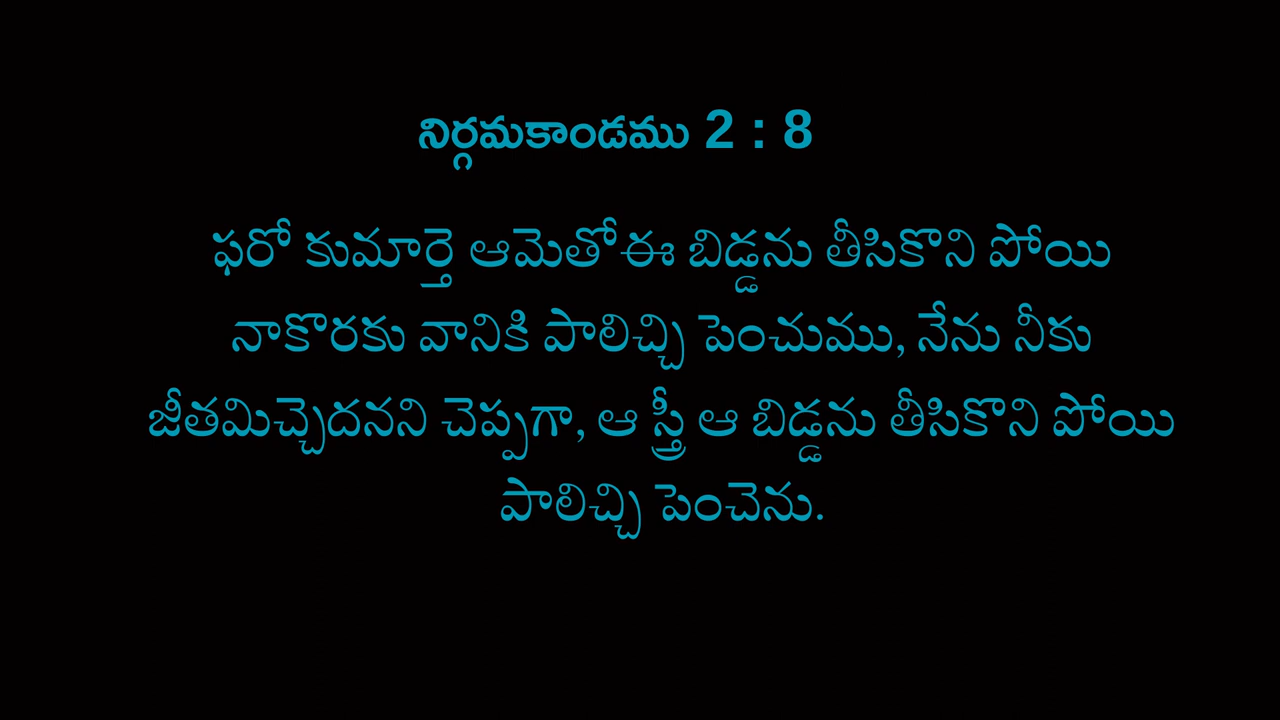 నిర్గమకాండము 2 : 8
ఫరో కుమార్తె ఆమెతోఈ బిడ్డను తీసికొని పోయి
నాకొరకు వానికి పాలిచ్చి పెంచుము, నేను నీకు
జీతమిచ్చెదనని చెప్పగా, ఆ స్త్రీ ఆ బిడ్డను తీసికొని పోయి
పాలిచ్చి పెంచెను.